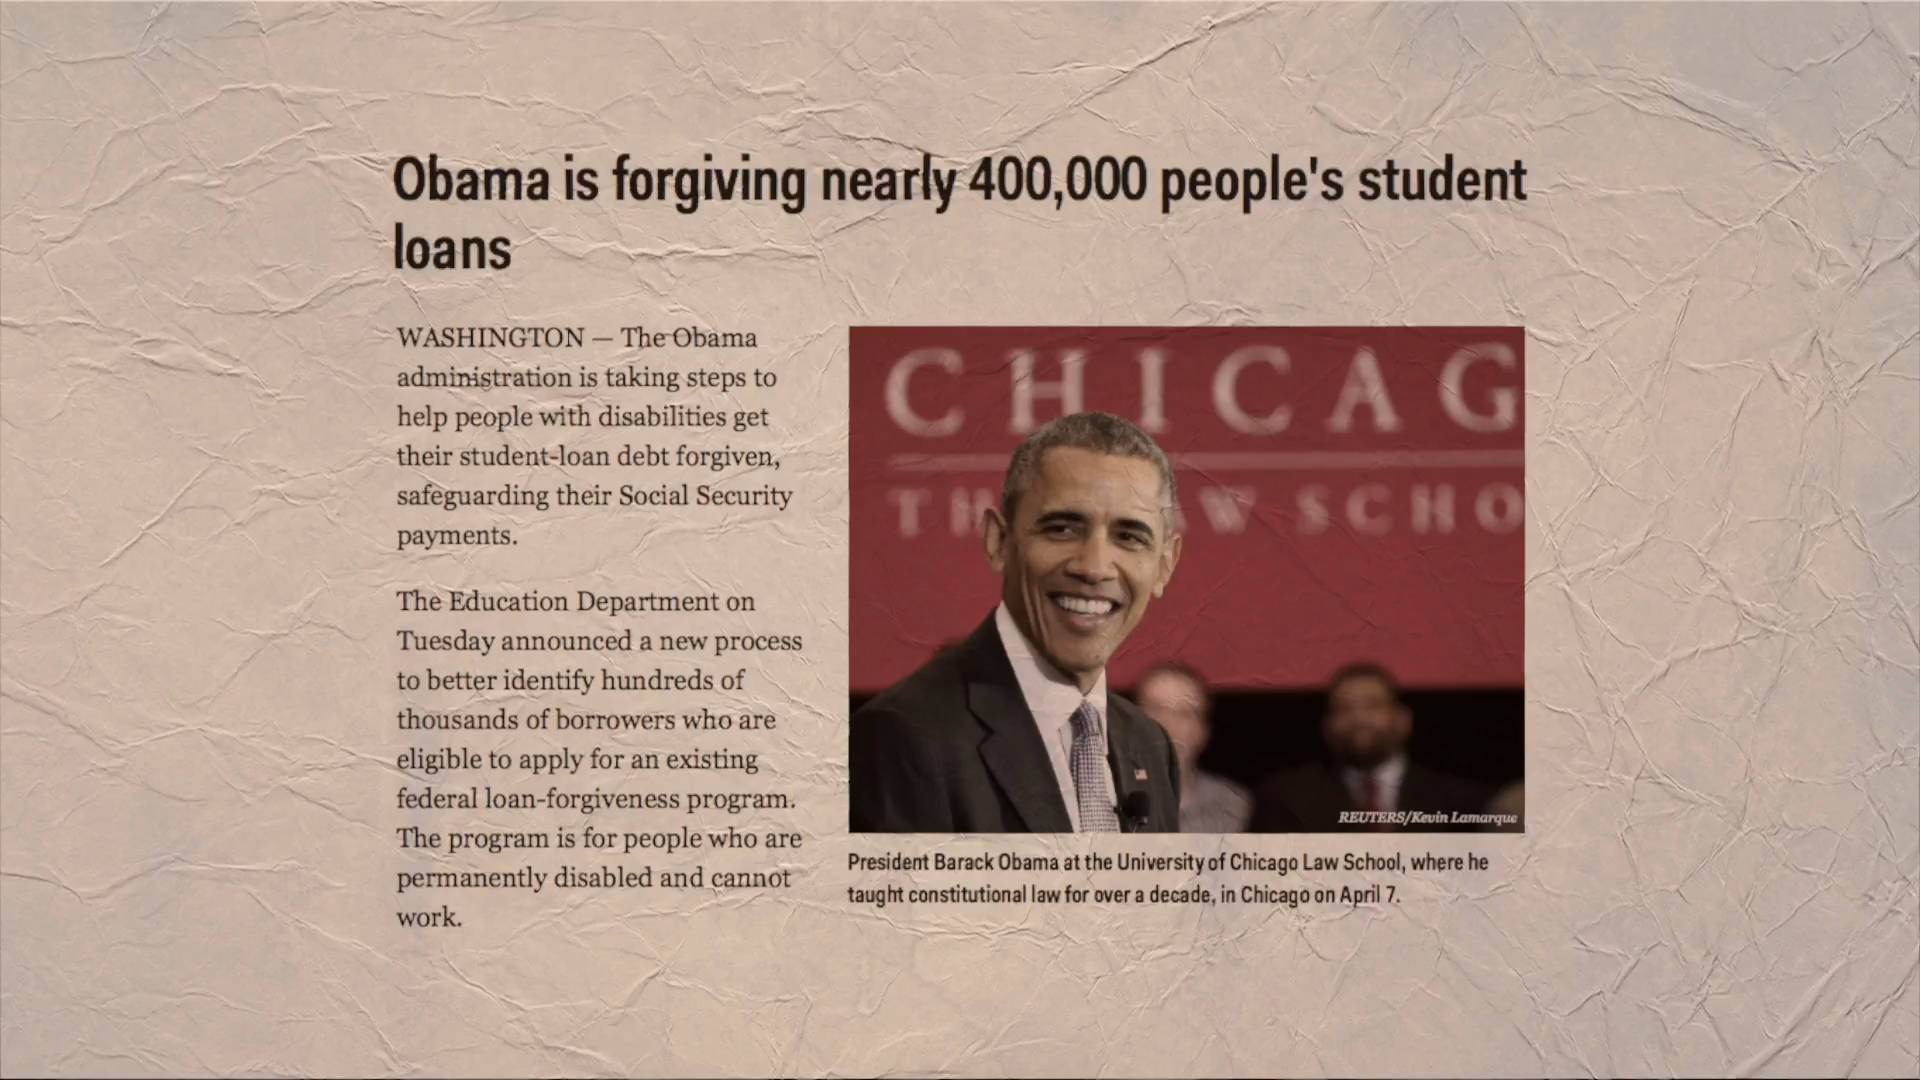 Obama is forgiving nearly 400,000 people's student
loans
WASHINGTON — The Obama
administration is taking steps to
help people with disabilities get
their student-loan debt forgiven,
safeguarding their Social Security
payments.
The Education Department on
Tuesday announced a new process
to better identify hundreds of
thousands of borrowers who are
eligible to apply for an existing
federal loan-forgiveness program.
The program is for people who are
permanently disabled and cannot
work.
CHICAG
TH AW SCHO
REUTERS/Kevin Lamarque
President Barack Obama at the University of Chicago Law School, where he
taught constitutional law for over a decade, in Chicago on April 7.